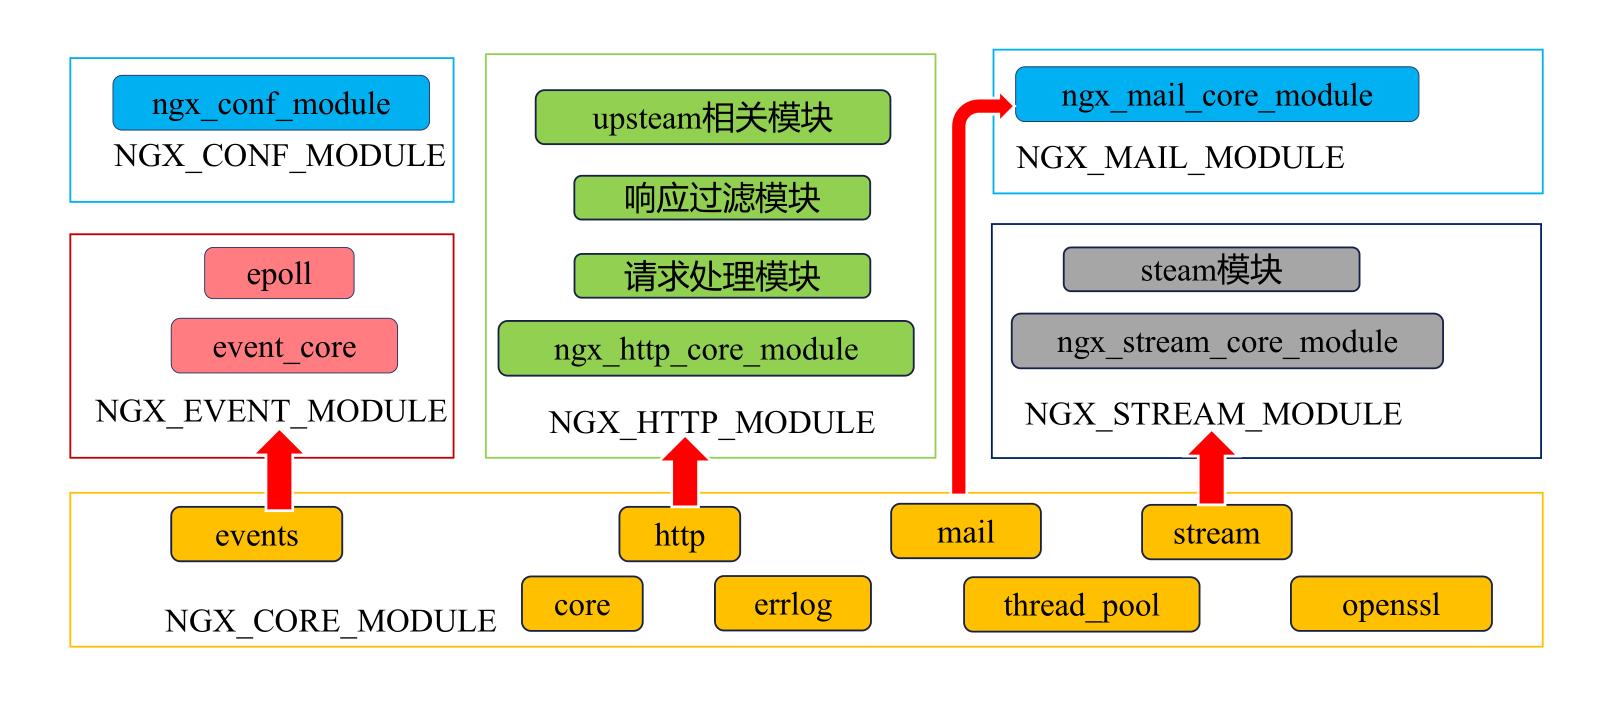 ngx_conf_module
NGX_CONF_MODULE
epoll
event_core
NGX_EVENT_MODULE
upsteam相关模块
响应过滤模块
请求处理模块
ngx_http_core_module
NGX_HTTP_MODULE
ngx_mail_core_module
NGX_MAIL_MODULE
steam模块
ngx_stream_core_module
NGX_STREAM_MODULE
events
http
mail
stream
NGX_CORE_MODULE
core
errlog
thread_pool
openssl